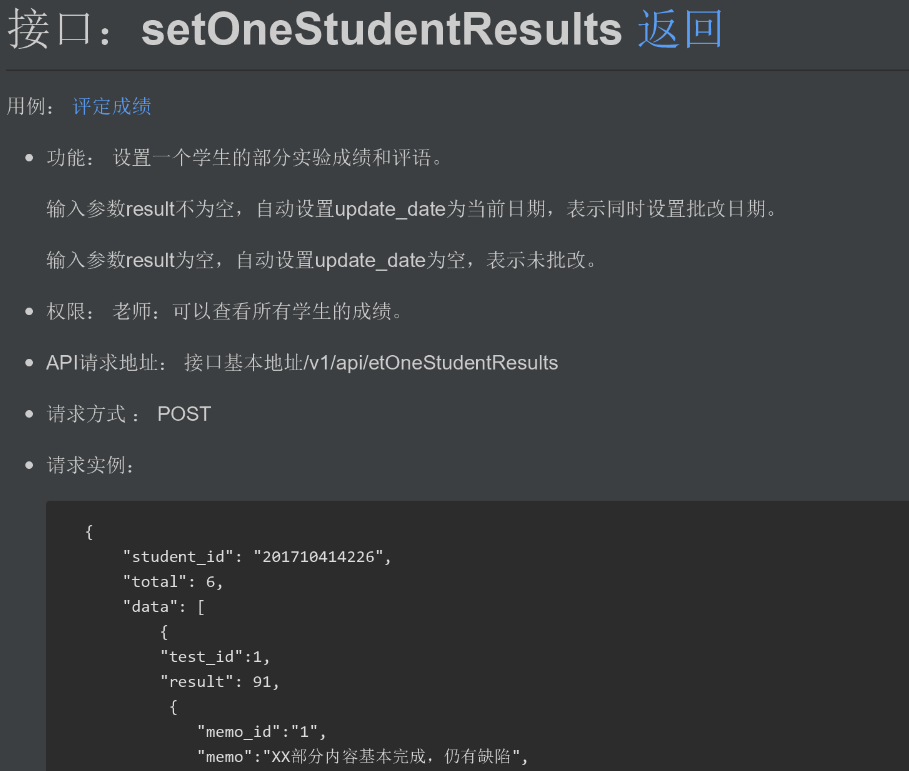 接口：setOneStudentResults 返回
用例： 评定成绩
功能： 设置一个学生的部分实验成绩和评语。
输入参数result不为空，自动设置update_date为当前日期，表示同时设置批改日期。
输入参数result为空，自动设置update_date为空，表示未批改。
权限： 老师：可以查看所有学生的成绩。
API请求地址： 接口基本地址/v1/api/etOneStudentResults
请求方式 ： POST
请求实例：
{
"student_id": "201710414226",
"total": 6,
"data": [
{
"test_id":1,
"result": 91,
{
"memo_id":"1",
"memo":"XX部分内容基本完成，仍有缺陷",